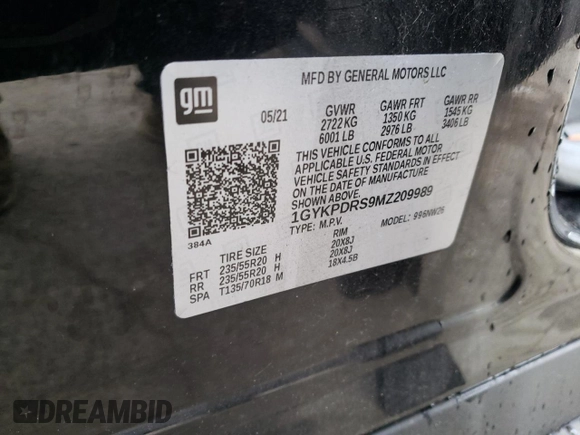 gm
MFD BY GENERAL MOTORS LLC
05/21
GVWR GAWR FRT GAWR RR
2722 KG 1350 KG 1545 KG
6001 LB 2976 LB 3406 LB
THIS VEHICLE CONFORMS TO ALL
APPLICABLE U.S. FEDERAL MOTOR
VEHICLE SAFETY STANDARDS IN EFFECT
ON THE DATE OF MANUFACTURE
SHOWN ABOVE.
1GYKPDRS9MZ209989
TYPE: M.P.V. MODEL: 996NW26
384A
TIRE SIZE RIM
FRT 235/55R20 H 20X8J
RR 235/55R20 H 20X8J
SPA T135/70R18 M 18X4.5B
DREAMBID